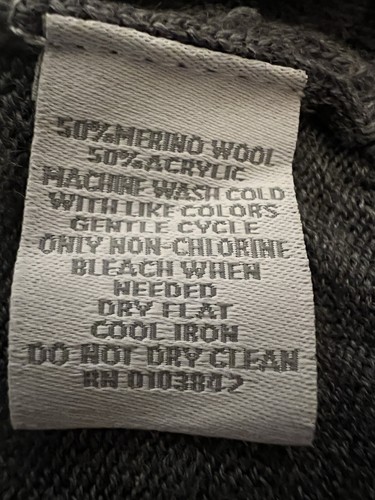 50%MERINO WOOL
50%ACRYLIC
MACHINE WASH COLD
WITH LIKE COLORS
GENTLE CYCLE
ONLY NON-CHLORINE
BLEACH WHEN
NEEDED
DRY FLAT
COOL IRON
DO NOT DRY CLEAN
RN 0103847